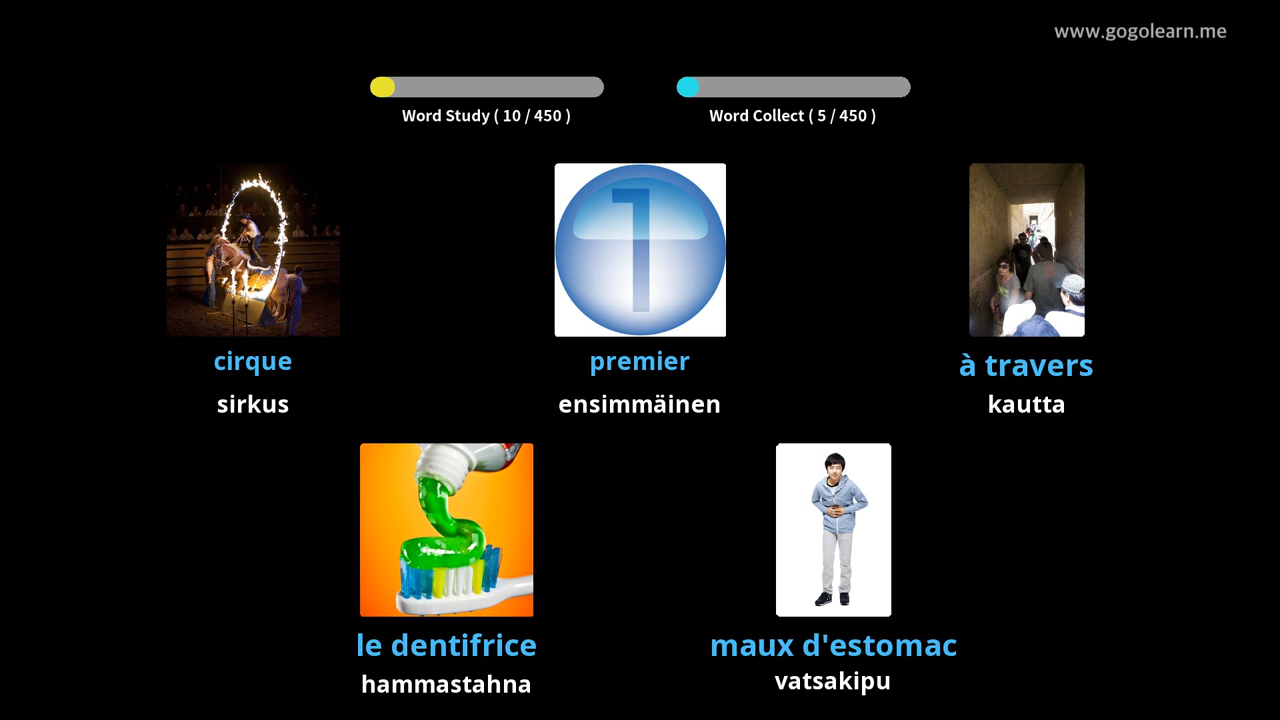 www.gogolearn.me
Word Study ( 10 / 450 )
Word Collect ( 5 / 450 )
1
cirque
premier
à travers
sirkus
ensimmäinen
kautta
le dentifrice
maux d'estomac
hammastahna
vatsakipu